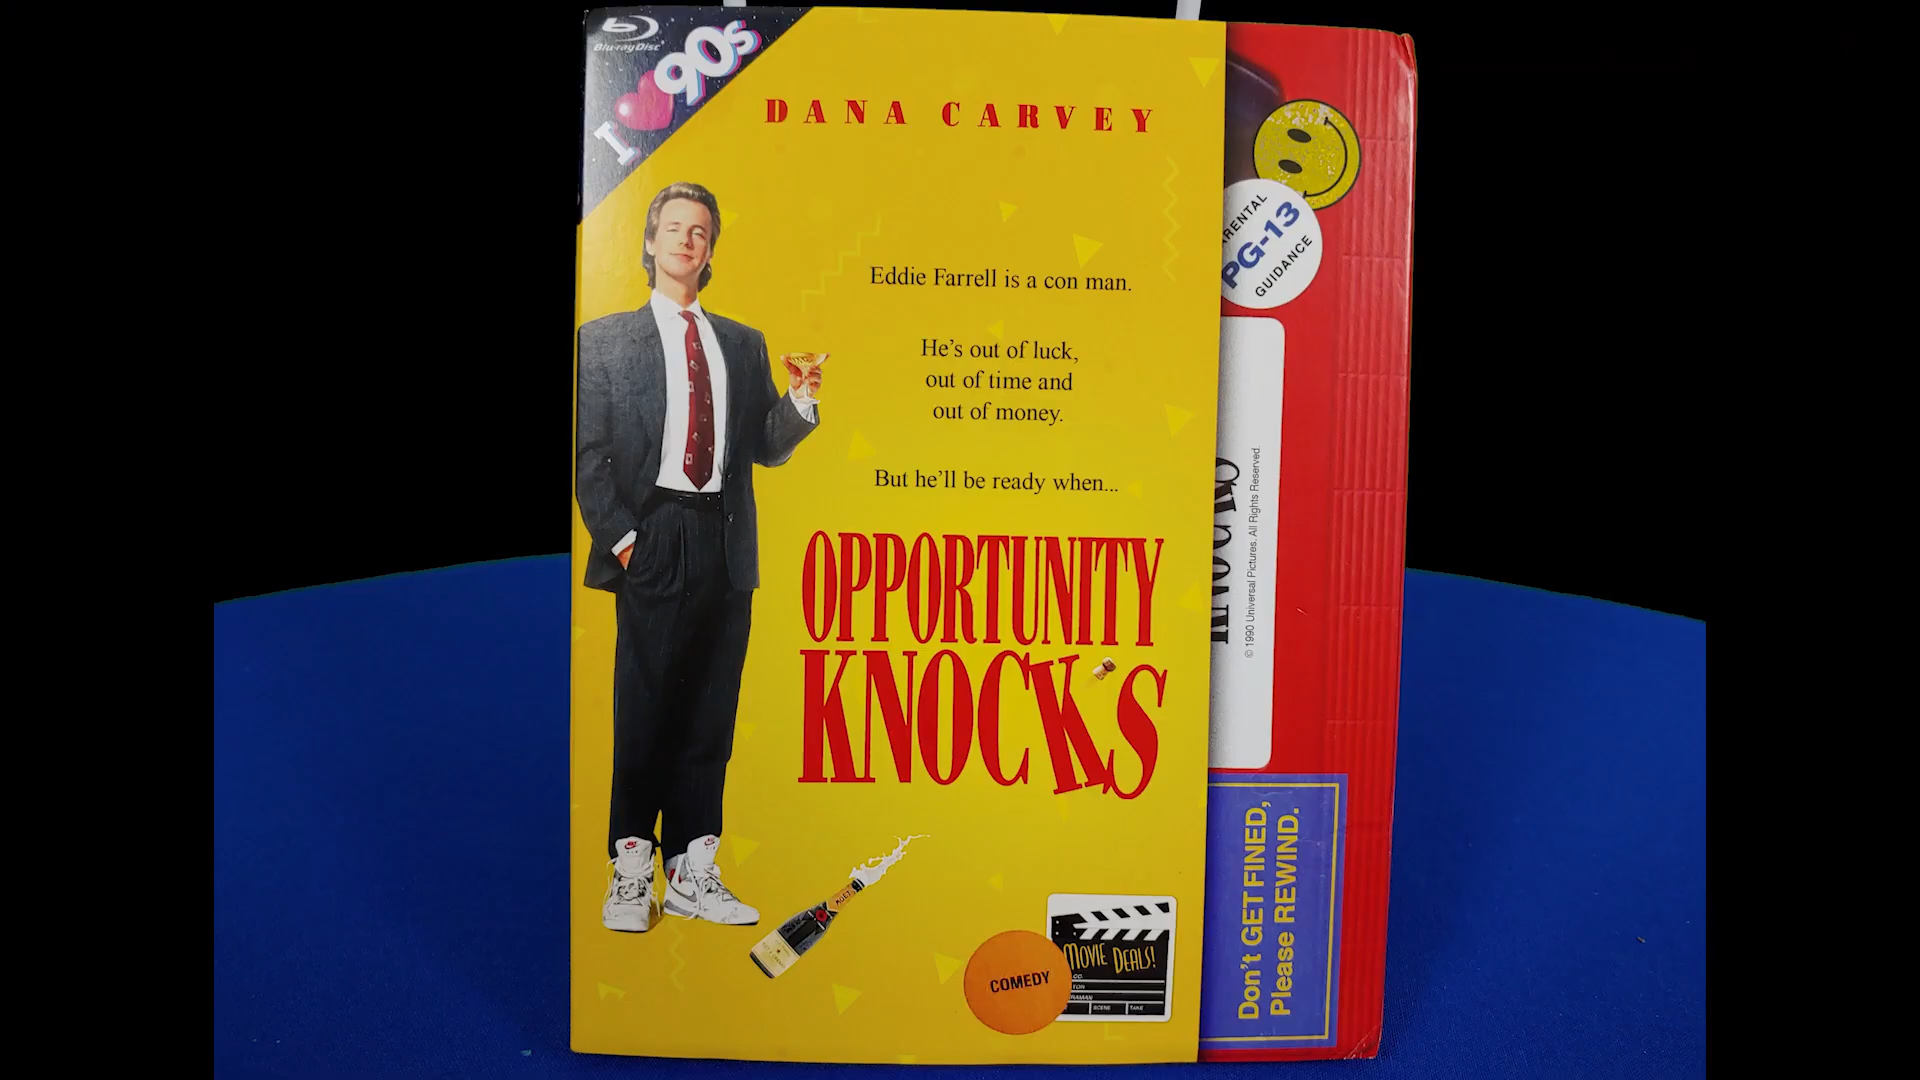 Blu-ray Disc
I 90s
DANA CARVEY
Eddie Farrell is a con man.
He's out of luck,
out of time and
out of money.
But he'll be ready when...
OPPORTUNITY
KNOCKS
COMEDY
MOVIE DEALS!
SCENE
TAKE
PG-13
GUIDANCE
© 1990 Universal Pictures. All Rights Reserved.
Don't GET FINED,
Please REWIND.